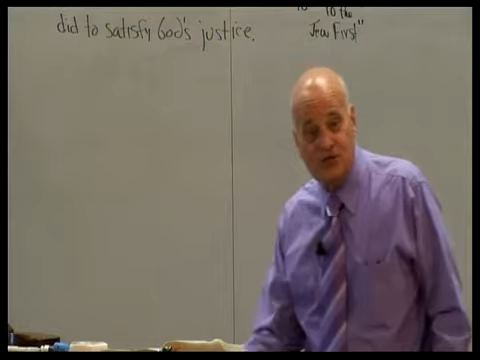 did to satisfy God's justice.
"To the
Jew First"